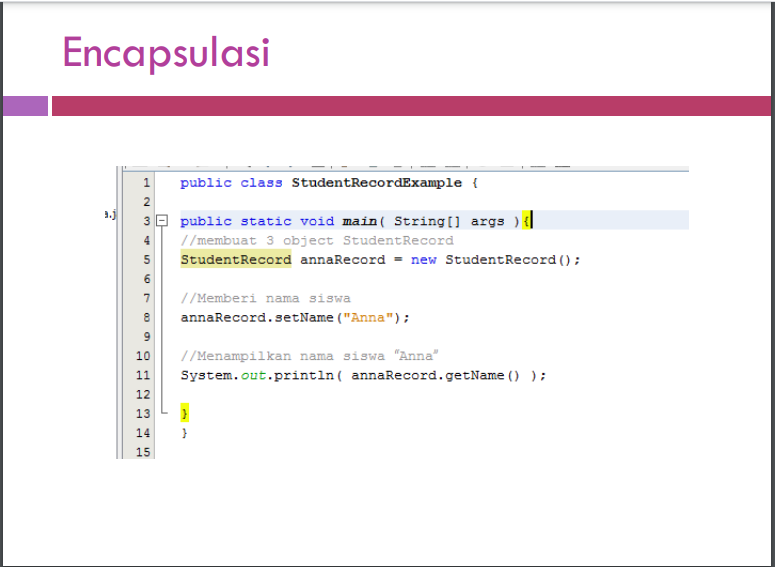 Encapsulasi
a.j
1 public class StudentRecordExample {
2
3 public static void main( String[] args ){
4 //membuat 3 object StudentRecord
5 StudentRecord annaRecord = new StudentRecord();
6
7 //Memberi nama siswa
8 annaRecord.setName("Anna");
9
10 //Menampilkan nama siswa "Anna"
11 System.out.println( annaRecord.getName() );
12
13 }
14 }
15